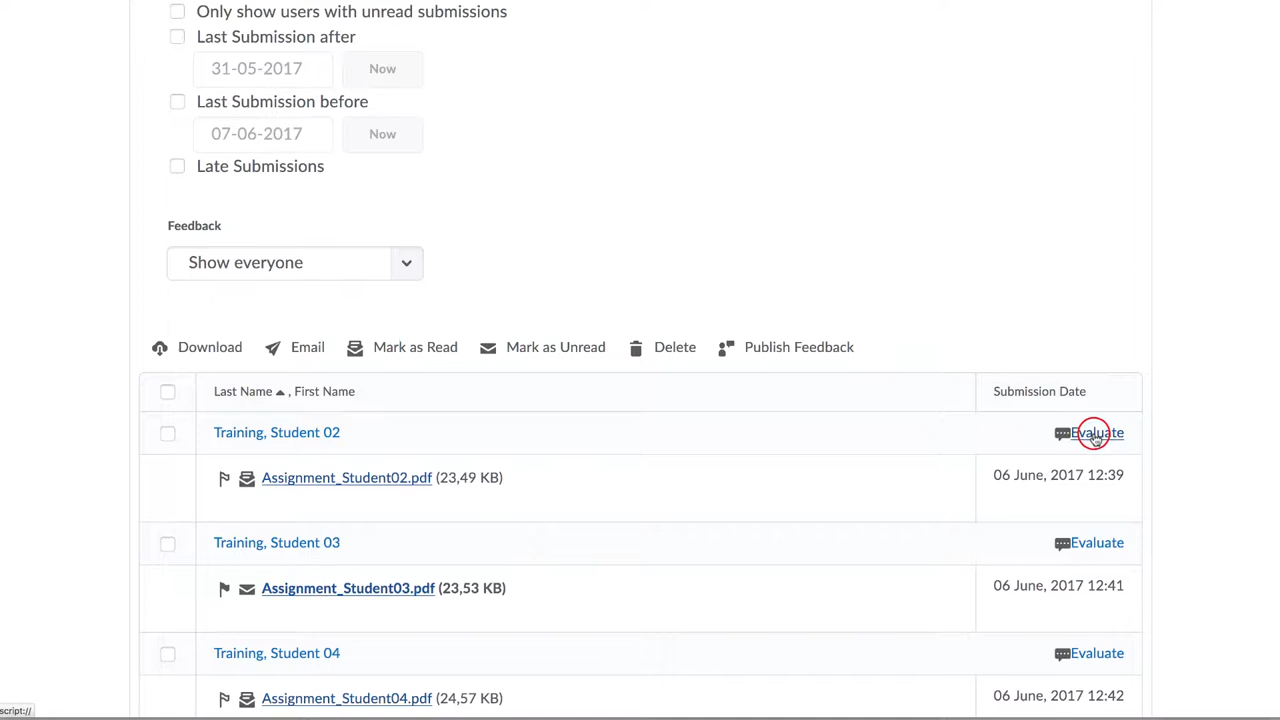 Only show users with unread submissions
Last Submission after
31-05-2017 Now
Last Submission before
07-06-2017 Now
Late Submissions
Feedback
Show everyone
Download Email Mark as Read Mark as Unread Delete Publish Feedback
Last Name , First Name Submission Date
Training, Student 02 Evaluate
Assignment_Student02.pdf (23,49 KB) 06 June, 2017 12:39
Training, Student 03 Evaluate
Assignment_Student03.pdf (23,53 KB) 06 June, 2017 12:41
Training, Student 04 Evaluate
Assignment_Student04.pdf (24,57 KB) 06 June, 2017 12:42
script://